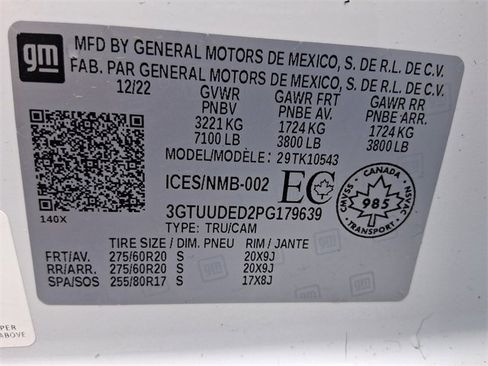 gm
MFD BY GENERAL MOTORS DE MEXICO, S. DE R.L. DE C.V.
FAB. PAR GENERAL MOTORS DE MEXICO, S. DE R.L. DE C.V.
12/22 GVWR GAWR FRT GAWR RR
PNBV PNBE AV. PNBE ARR.
3221 KG 1724 KG 1724 KG
7100 LB 3800 LB 3800 LB
MODEL/MODÈLE: 29TK10543
ICES/NMB-002 EC CANADA
CMVSS 985 NSVAC
3GTUUDED2PG179639
140X TYPE: TRU/CAM
TIRE SIZE / DIM. PNEU RIM / JANTE
FRT/AV. 275/60R20 S 20X9J
RR/ARR. 275/60R20 S 20X9J
SPA/SOS 255/80R17 S 17X8J
PER
ABOVE